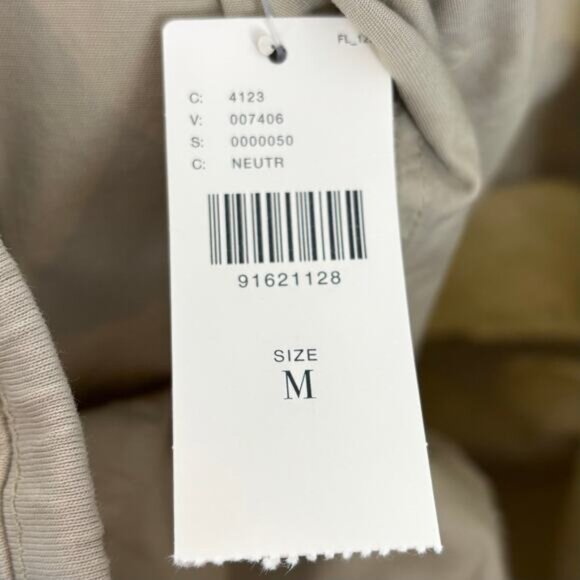 C: 4123
V: 007406
S: 0000050
C: NEUTR
91621128
SIZE
M